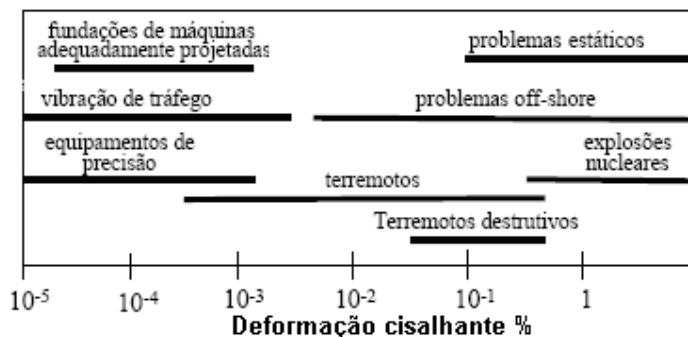 fundações de máquinas
adequadamente projetadas
problemas estáticos
vibração de tráfego
problemas off-shore
equipamentos de
precisão
explosões
nucleares
terremotos
Terremotos destrutivos
10⁻⁵ 10⁻⁴ 10⁻³ 10⁻² 10⁻¹ 1
Deformação cisalhante %